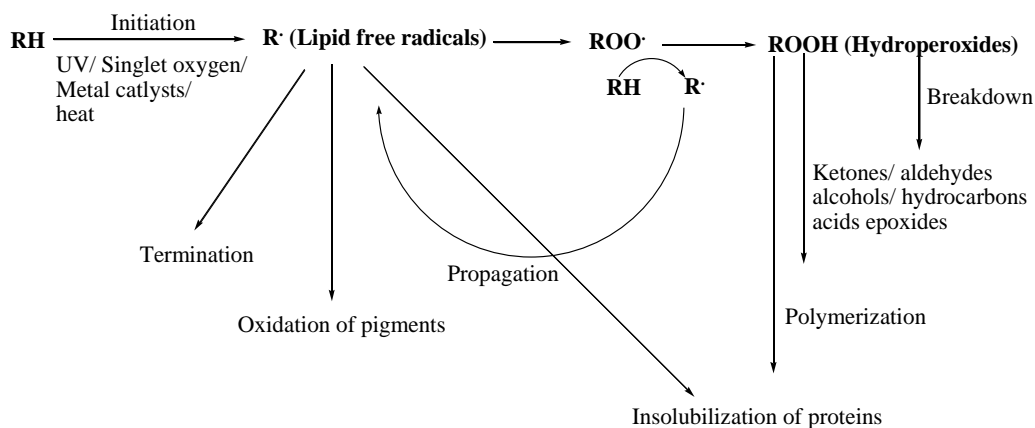 Initiation
RH
R· (Lipid free radicals)
ROO·
ROOH (Hydroperoxides)
UV/ Singlet oxygen/
Metal catlysts/
heat
RH
R·
Breakdown
Ketones/ aldehydes
alcohols/ hydrocarbons
acids epoxides
Termination
Propagation
Oxidation of pigments
Polymerization
Insolubilization of proteins